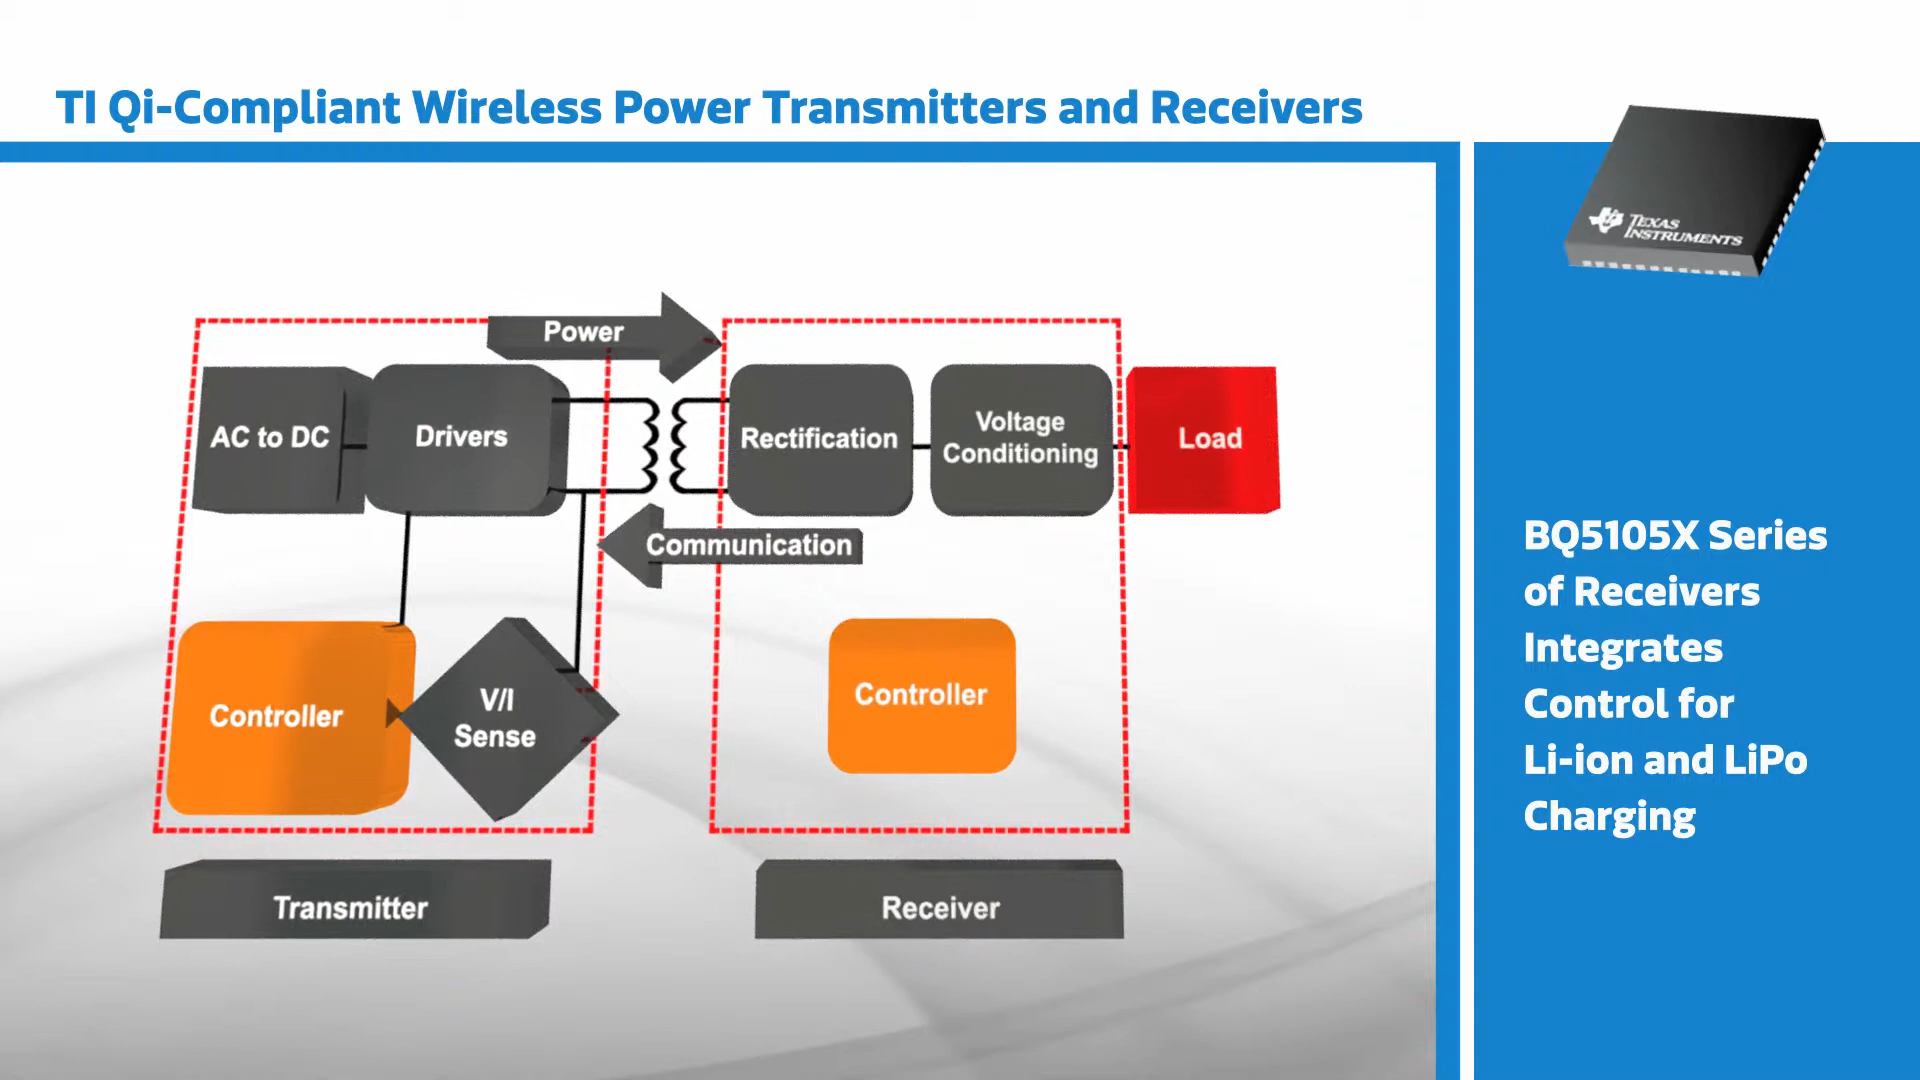 TI Qi-Compliant Wireless Power Transmitters and Receivers
TEXAS
INSTRUMENTS
Power
AC to DC
Drivers
Rectification
Voltage
Conditioning
Load
Communication
Controller
V/I
Sense
Controller
Transmitter
Receiver
BQ5105X Series
of Receivers
Integrates
Control for
Li-ion and LiPo
Charging